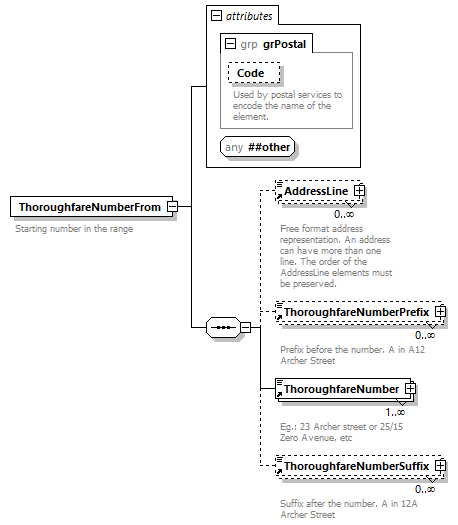 attributes
grp grPostal
Code
Used by postal services to
encode the name of the
element.
any ##other
ThoroughfareNumberFrom
Starting number in the range
AddressLine
0..∞
Free format address
representation. An address
can have more than one
line. The order of the
AddressLine elements must
be preserved.
ThoroughfareNumberPrefix
0..∞
Prefix before the number. A in A12
Archer Street
ThoroughfareNumber
1..∞
Eg.: 23 Archer street or 25/15
Zero Avenue, etc
ThoroughfareNumberSuffix
0..∞
Suffix after the number. A in 12A
Archer Street